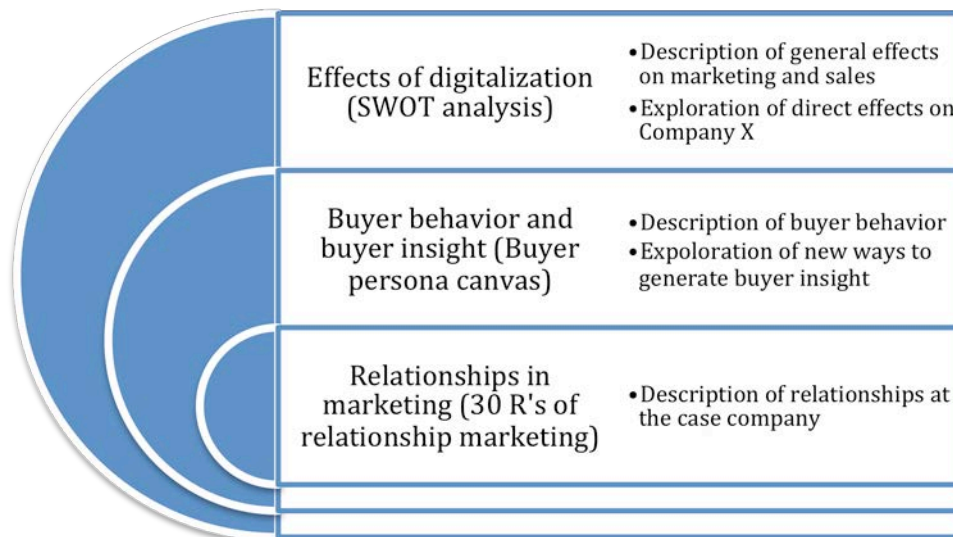 Effects of digitalization
(SWOT analysis)
•Description of general effects
on marketing and sales
•Exploration of direct effects on
Company X
Buyer behavior and
buyer insight (Buyer
persona canvas)
•Description of buyer behavior
•Expoloration of new ways to
generate buyer insight
Relationships in
marketing (30 R's of
relationship marketing)
•Description of relationships at
the case company